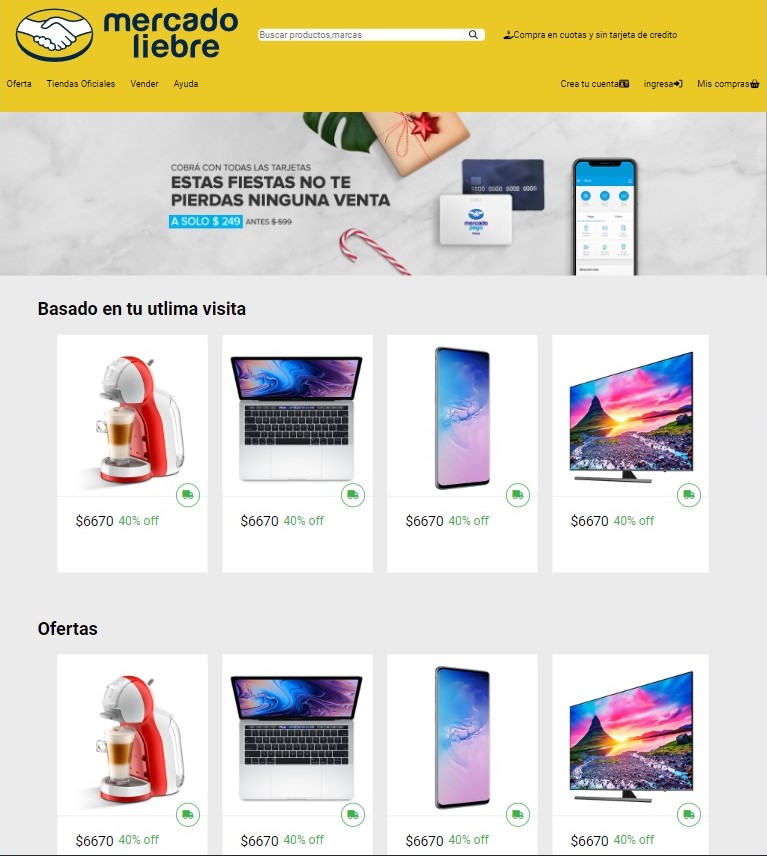 mercado
liebre
Buscar productos,marcas
Compra en cuotas y sin tarjeta de credito
Oferta Tiendas Oficiales Vender Ayuda Crea tu cuenta ingresa Mis compras
COBRÁ CON TODAS LAS TARJETAS
ESTAS FIESTAS NO TE
PIERDAS NINGUNA VENTA
A SOLO $ 249 ANTES $ 599
mercado
pago
Basado en tu utlima visita
$6670 40% off $6670 40% off $6670 40% off $6670 40% off
Ofertas
$6670 40% off $6670 40% off $6670 40% off $6670 40% off